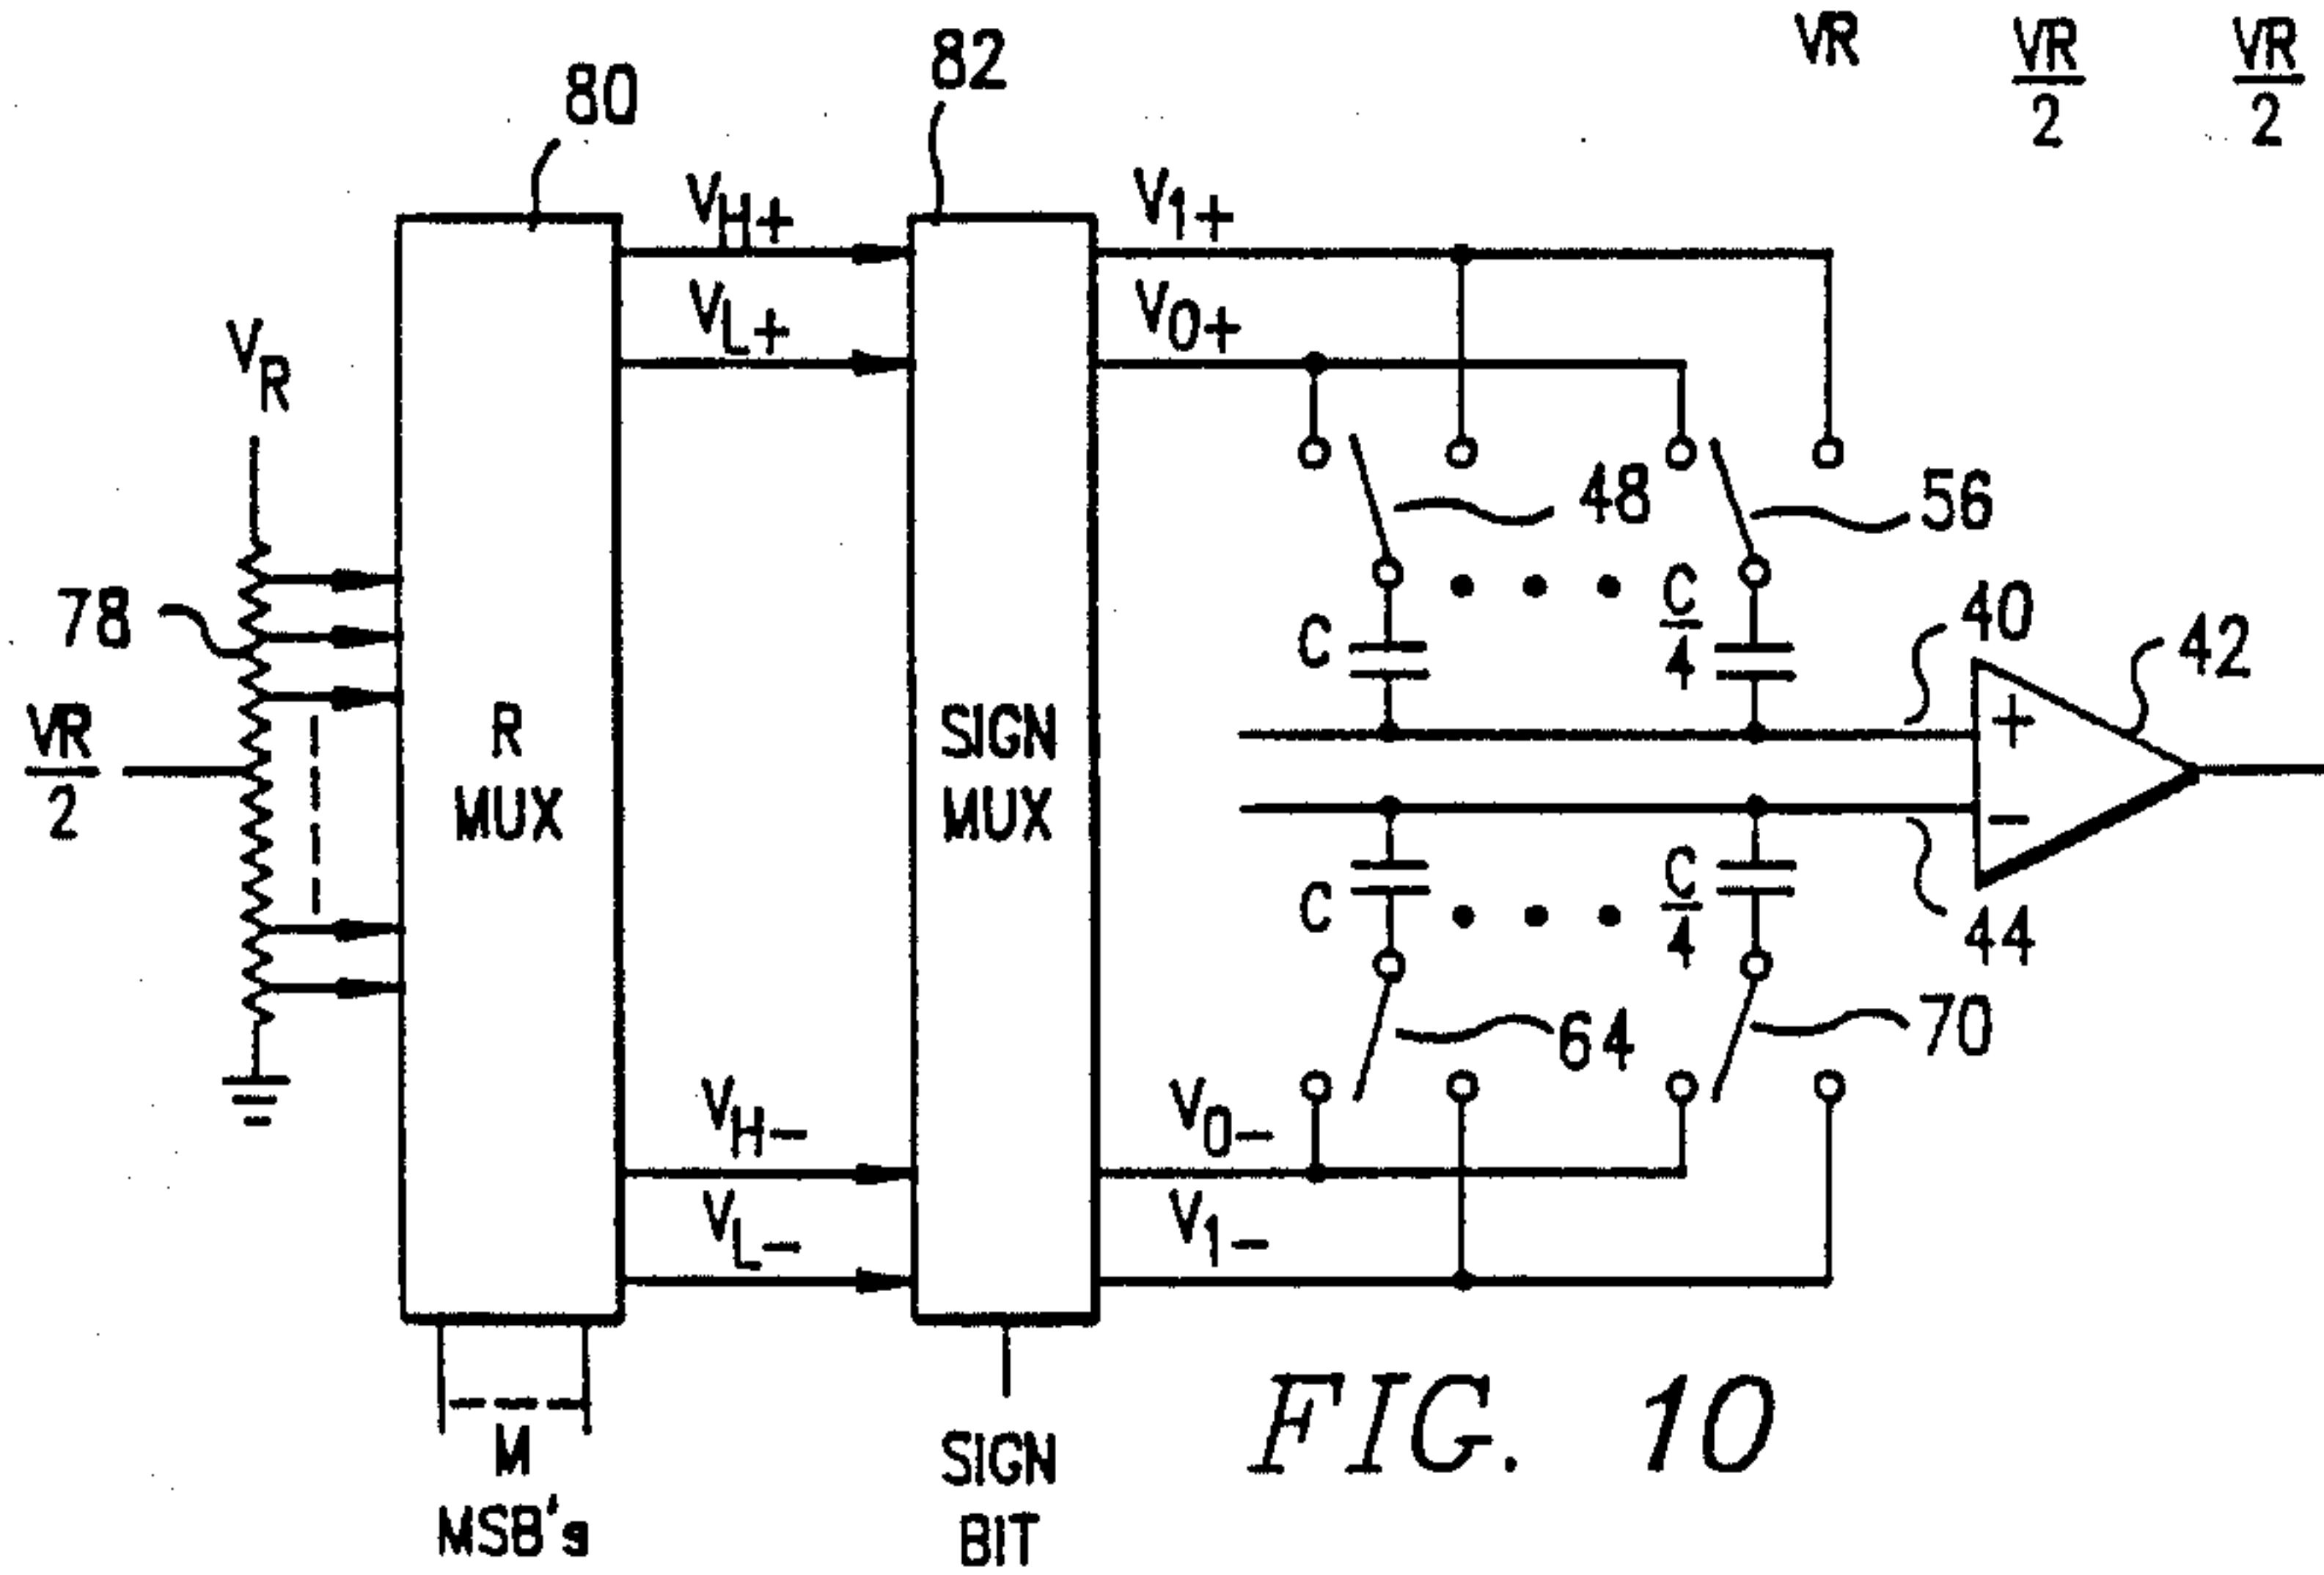 VR
VR
2
VR
2
80
82
VH+
VL+
V1+
V0+
VR
78
VR
2
R
MUX
SIGN
MUX
48
56
C
C
4
40
42
+
-
C
C
4
44
64
70
VH-
VL-
V0-
V1-
M
MSB's
SIGN
BIT
FIG. 10